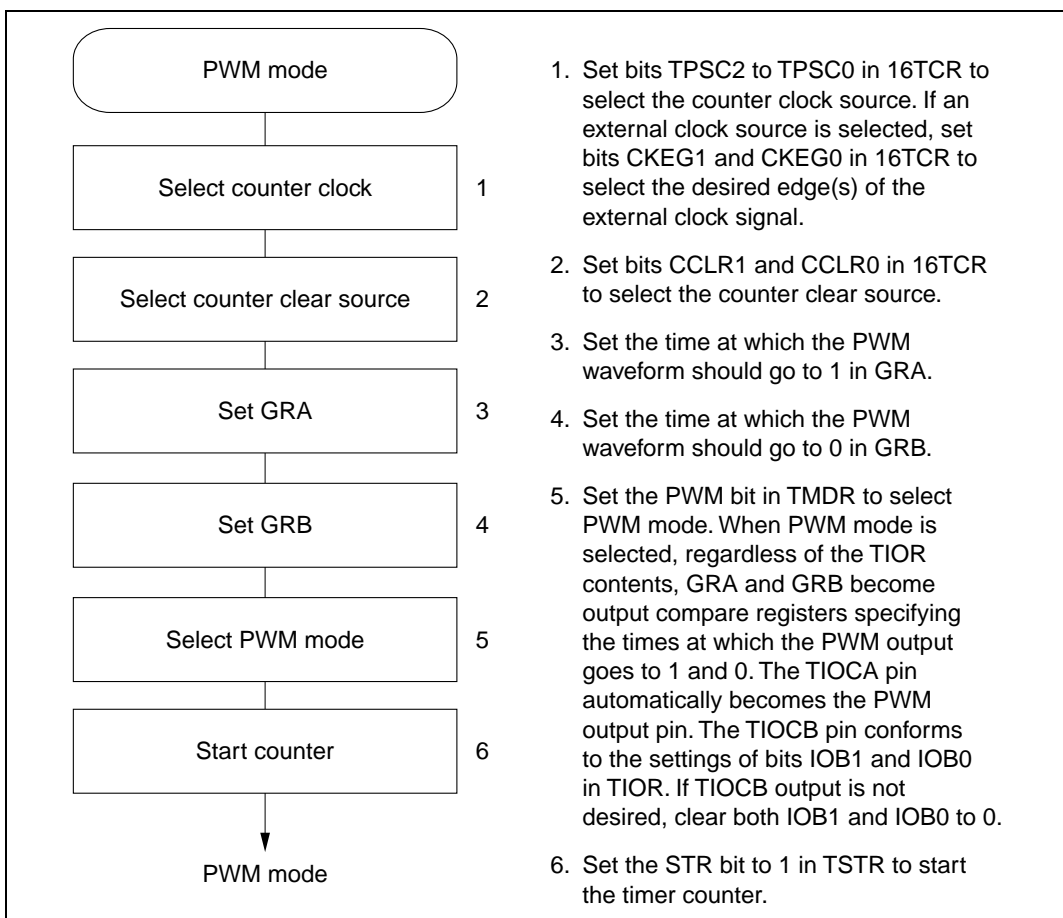 PWM mode
Select counter clock
1
Select counter clear source
2
Set GRA
3
Set GRB
4
Select PWM mode
5
Start counter
6
PWM mode
1. Set bits TPSC2 to TPSC0 in 16TCR to
select the counter clock source. If an
external clock source is selected, set
bits CKEG1 and CKEG0 in 16TCR to
select the desired edge(s) of the
external clock signal.
2. Set bits CCLR1 and CCLR0 in 16TCR
to select the counter clear source.
3. Set the time at which the PWM
waveform should go to 1 in GRA.
4. Set the time at which the PWM
waveform should go to 0 in GRB.
5. Set the PWM bit in TMDR to select
PWM mode. When PWM mode is
selected, regardless of the TIOR
contents, GRA and GRB become
output compare registers specifying
the times at which the PWM output
goes to 1 and 0. The TIOCA pin
automatically becomes the PWM
output pin. The TIOCB pin conforms
to the settings of bits IOB1 and IOB0
in TIOR. If TIOCB output is not
desired, clear both IOB1 and IOB0 to 0.
6. Set the STR bit to 1 in TSTR to start
the timer counter.